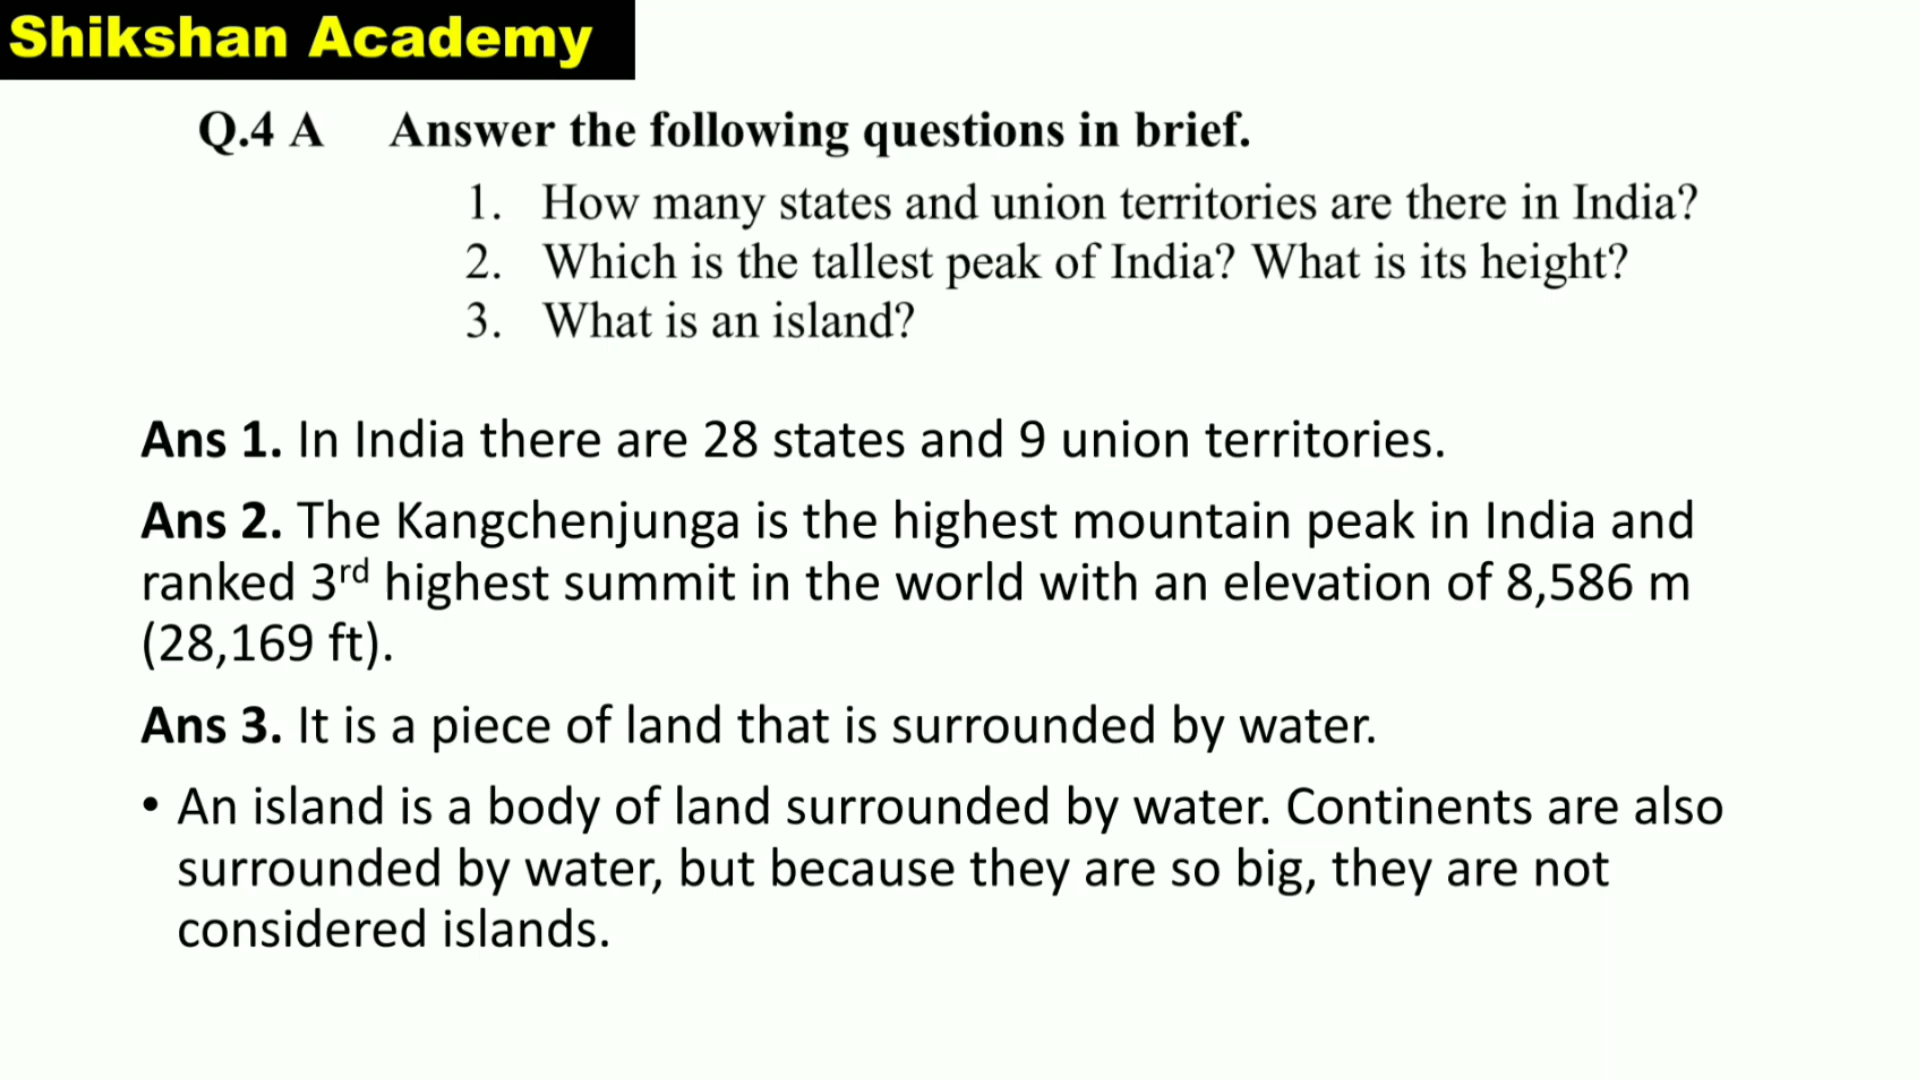 Shikshan Academy
Q.4 A Answer the following questions in brief.
1. How many states and union territories are there in India?
2. Which is the tallest peak of India? What is its height?
3. What is an island?
Ans 1. In India there are 28 states and 9 union territories.
Ans 2. The Kangchenjunga is the highest mountain peak in India and
ranked 3rd highest summit in the world with an elevation of 8,586 m
(28,169 ft).
Ans 3. It is a piece of land that is surrounded by water.
• An island is a body of land surrounded by water. Continents are also
surrounded by water, but because they are so big, they are not
considered islands.